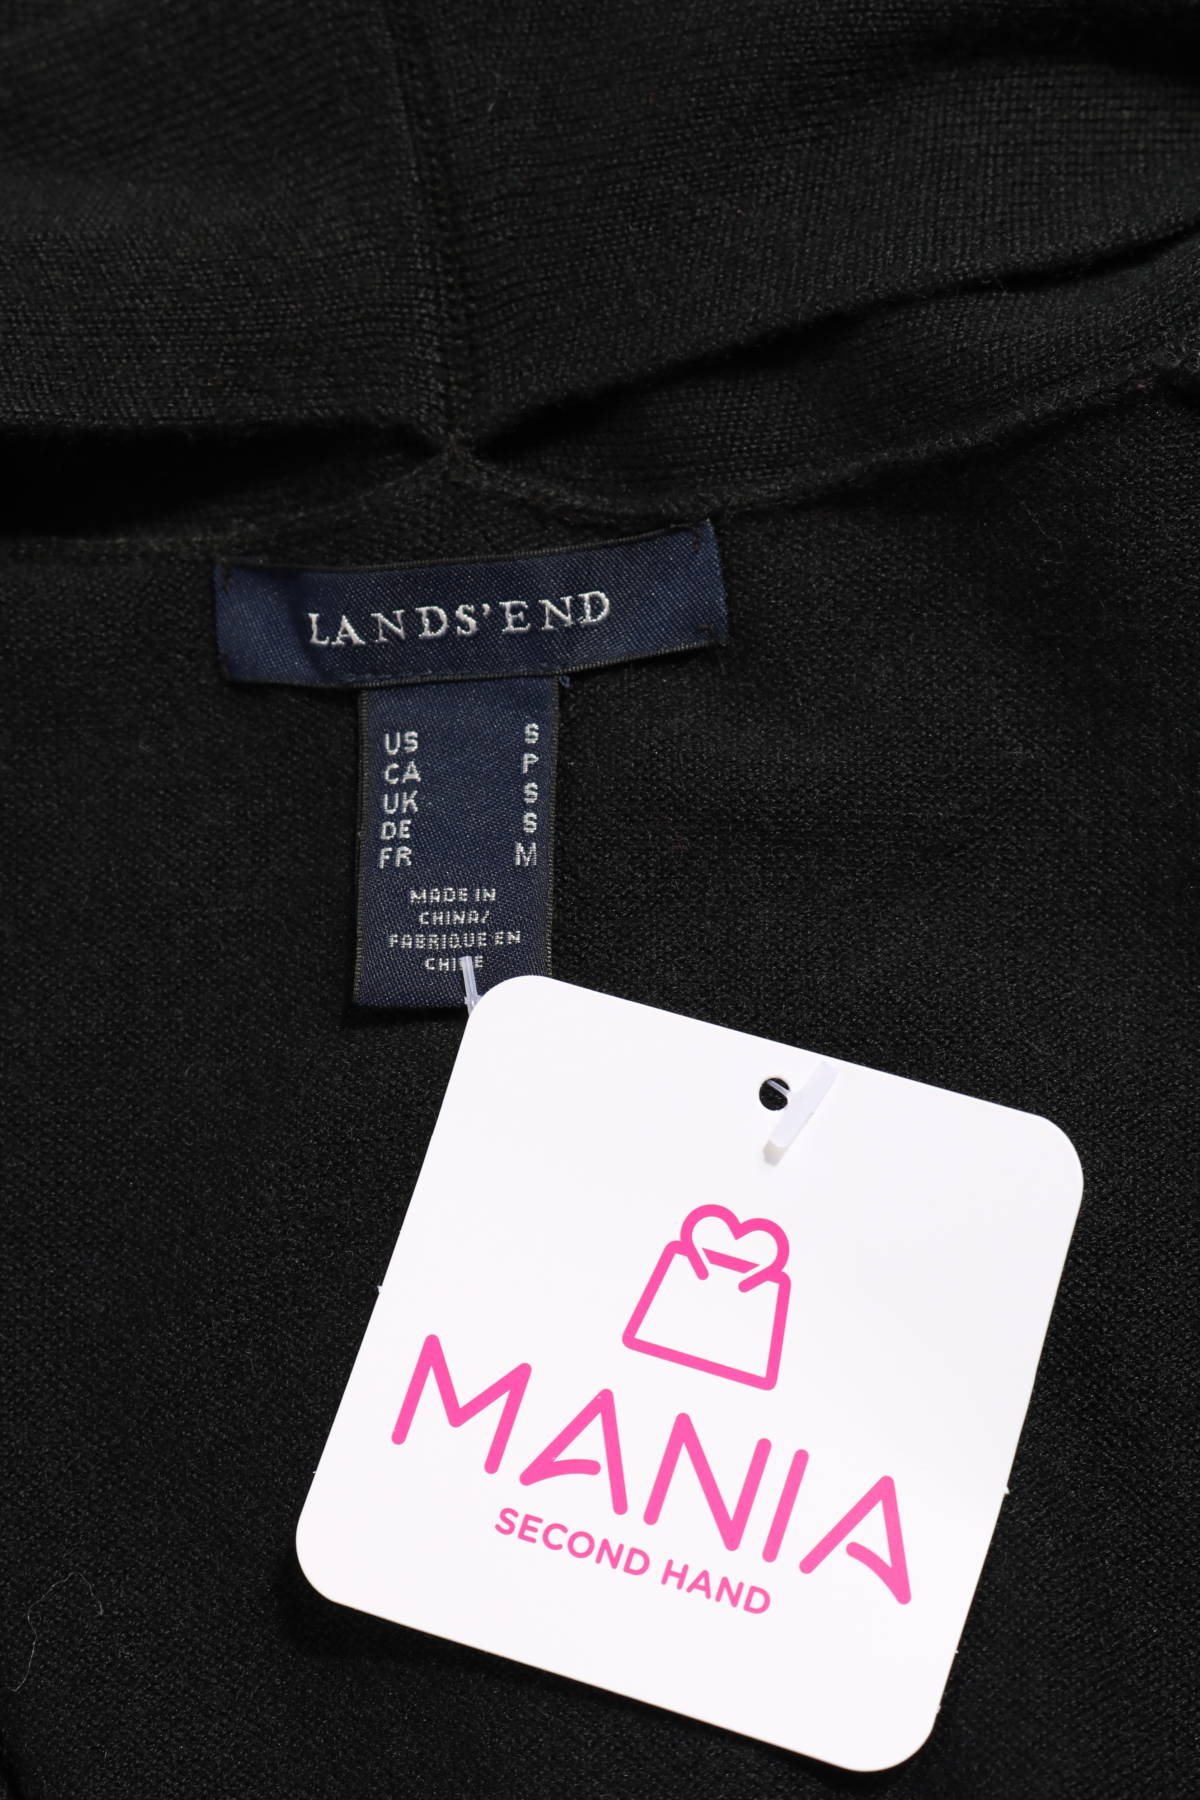 LANDS' END
US S
CA P
UK S
DE S
FR M
MADE IN
CHINA/
FABRIQUE EN
CHINE
MANIA
SECOND HAND